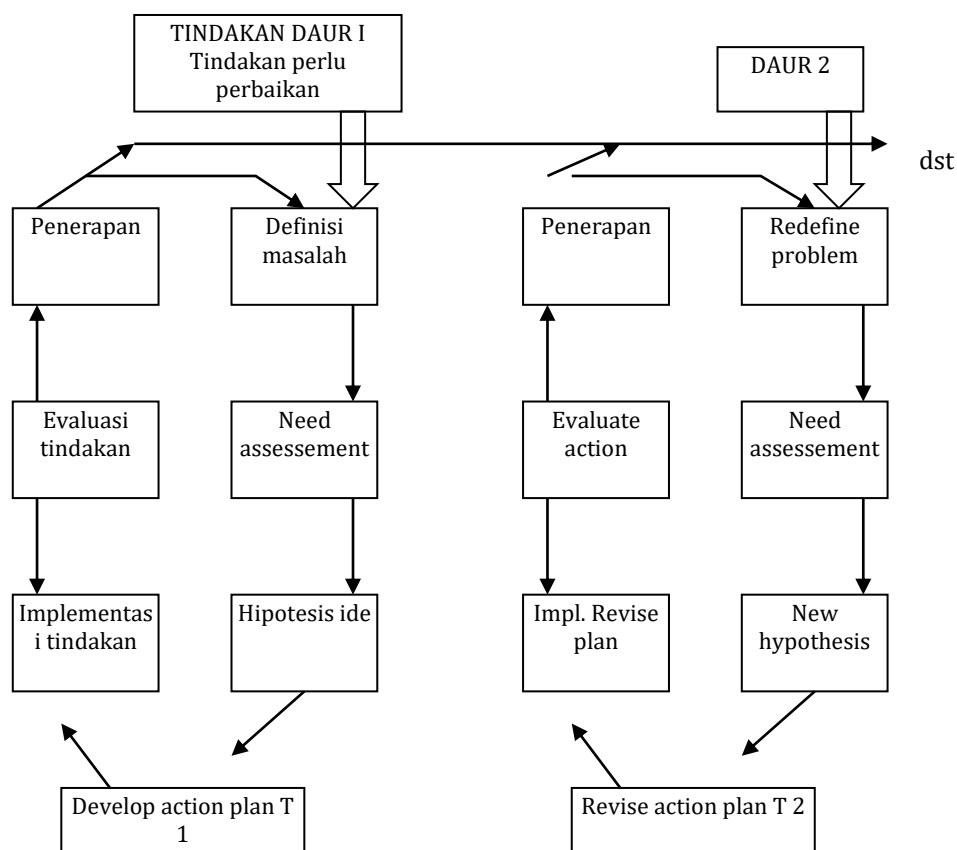 TINDAKAN DAUR I
Tindakan perlu
perbaikan
DAUR 2
dst
Penerapan
Definisi
masalah
Penerapan
Redefine
problem
Evaluasi
tindakan
Need
assessement
Evaluate
action
Need
assessement
Implementas
i tindakan
Hipotesis ide
Impl. Revise
plan
New
hypothesis
Develop action plan T
1
Revise action plan T 2